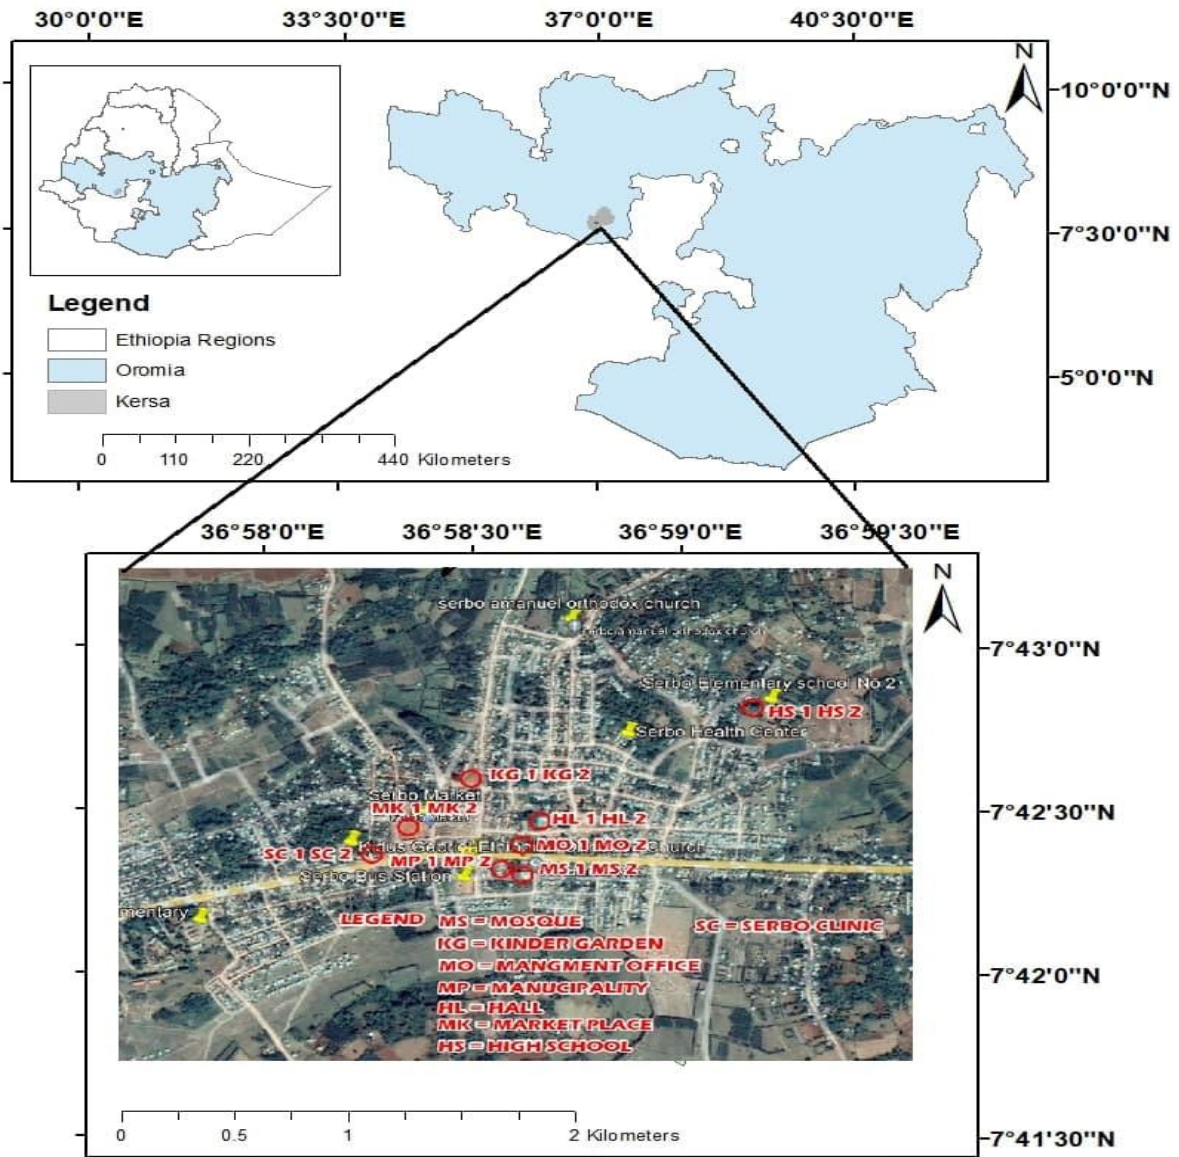 30°0'0"E 33°30'0"E 37°0'0"E 40°30'0"E
N
10°0'0"N
7°30'0"N
5°0'0"N
Legend
Ethiopia Regions
Oromia
Kersa
0 110 220 440 Kilometers
36°58'0"E 36°58'30"E 36°59'0"E 36°59'30"E
N
7°43'0"N
7°42'30"N
7°42'0"N
7°41'30"N
serbo amanuel orthodox church
serbo amanuel orthodox church
Serbo Elementary school No 2
HS 1 HS 2
Serbo Health Center
KG 1 KG 2
Serbo Market
MK 1 MK 2
HL 1 HL 2
MO 1 MO 2
Church
SC 1 SC 2
MP 1 MP 2
MS 1 MS 2
Serbo Bus Station
mentary
LEGEND MS = MOSQUE
SC = SERBO CLINIC
KG = KINDER GARDEN
MO = MANGMENT OFFICE
MP = MANUCIPALITY
HL = HALL
MK = MARKET PLACE
HS = HIGH SCHOOL
0 0.5 1 2 Kilometers